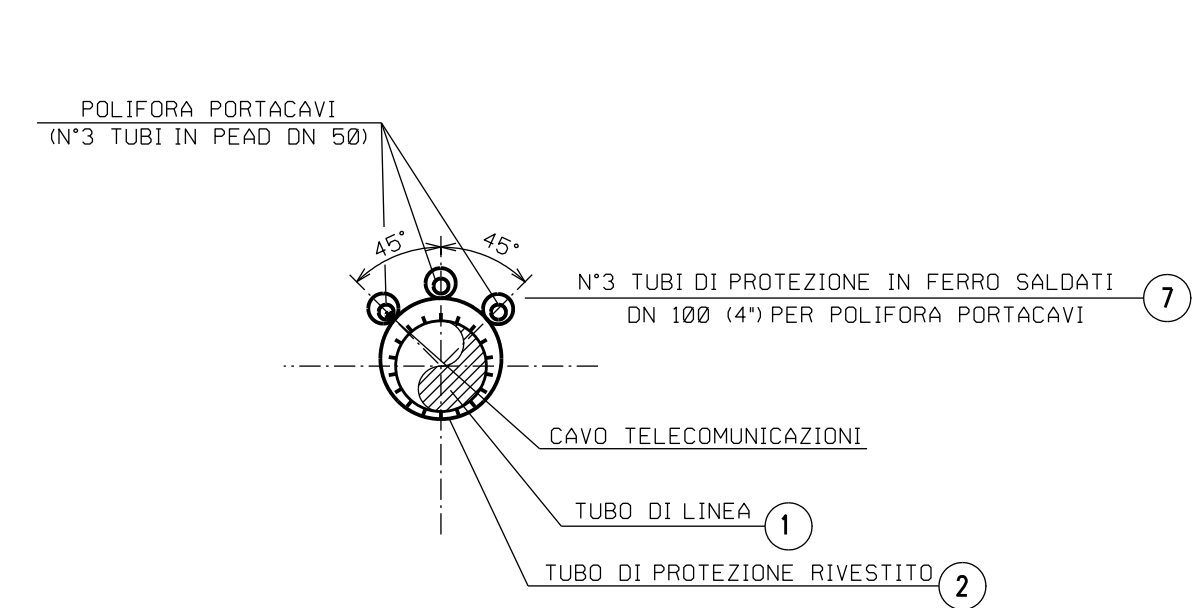 POLIFORA PORTACAVI
(N°3 TUBI IN PEAD DN 50)
45°
45°
N°3 TUBI DI PROTEZIONE IN FERRO SALDATI
7
DN 100 (4") PER POLIFORA PORTACAVI
CAVO TELECOMUNICAZIONI
TUBO DI LINEA
1
TUBO DI PROTEZIONE RIVESTITO
2